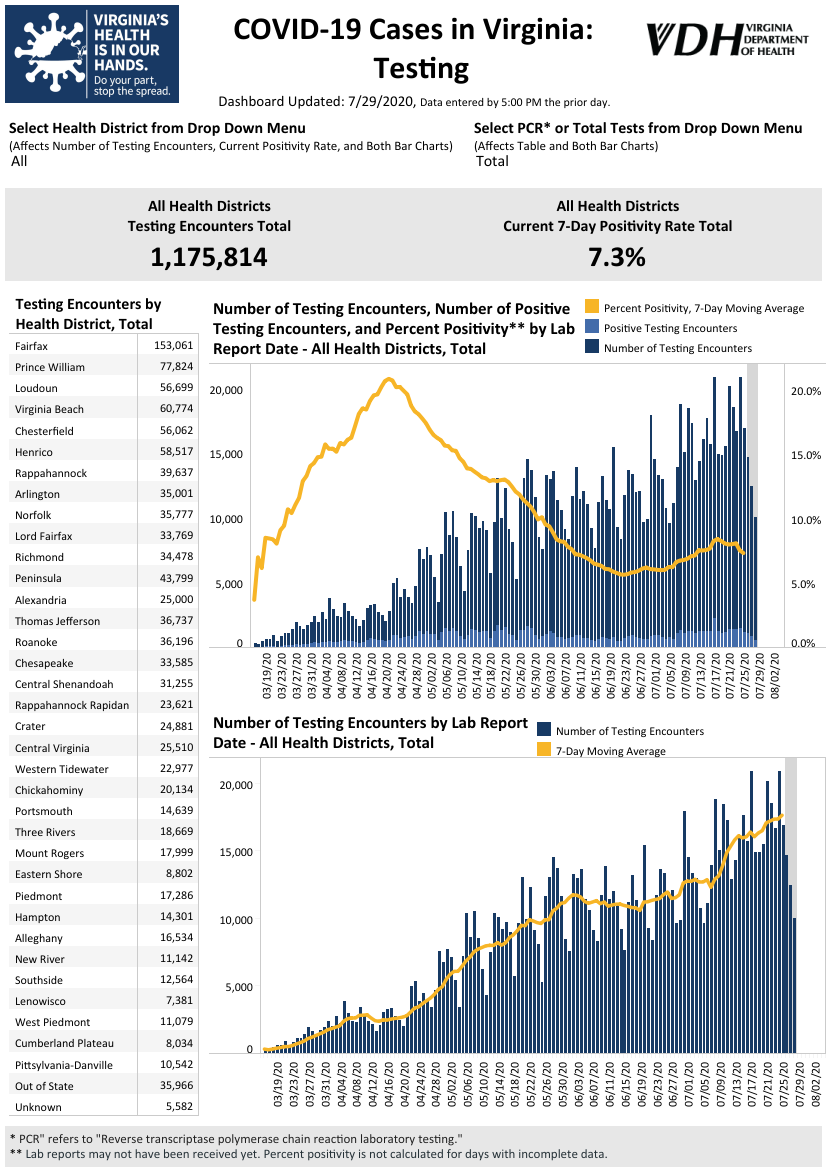 VIRGINIA'S
HEALTH
IS IN OUR
HANDS.
Do your part,
stop the spread.
COVID-19 Cases in Virginia:
Testing
VDH VIRGINIA
DEPARTMENT
OF HEALTH
Dashboard Updated: 7/29/2020, Data entered by 5:00 PM the prior day.
Select Health District from Drop Down Menu
(Affects Number of Testing Encounters, Current Positivity Rate, and Both Bar Charts)
All
Select PCR* or Total Tests from Drop Down Menu
(Affects Table and Both Bar Charts)
Total
All Health Districts
Testing Encounters Total
1,175,814
All Health Districts
Current 7-Day Positivity Rate Total
7.3%
Testing Encounters by
Health District, Total
Fairfax 153,061
Prince William 77,824
Loudoun 56,699
Virginia Beach 60,774
Chesterfield 56,062
Henrico 58,517
Rappahannock 39,637
Arlington 35,001
Norfolk 35,777
Lord Fairfax 33,769
Richmond 34,478
Peninsula 43,799
Alexandria 25,000
Thomas Jefferson 36,737
Roanoke 36,196
Chesapeake 33,585
Central Shenandoah 31,255
Rappahannock Rapidan 23,621
Crater 24,881
Central Virginia 25,510
Western Tidewater 22,977
Chickahominy 20,134
Portsmouth 14,639
Three Rivers 18,669
Mount Rogers 17,999
Eastern Shore 8,802
Piedmont 17,286
Hampton 14,301
Alleghany 16,534
New River 11,142
Southside 12,564
Lenowisco 7,381
West Piedmont 11,079
Cumberland Plateau 8,034
Pittsylvania-Danville 10,542
Out of State 35,966
Unknown 5,582
Number of Testing Encounters, Number of Positive
Testing Encounters, and Percent Positivity** by Lab
Report Date - All Health Districts, Total
Percent Positivity, 7-Day Moving Average
Positive Testing Encounters
Number of Testing Encounters
20,000 20.0%
15,000 15.0%
10,000 10.0%
5,000 5.0%
0 0.0%
03/19/20 03/23/20 03/27/20 03/31/20 04/04/20 04/08/20 04/12/20 04/16/20 04/20/20 04/24/20 04/28/20 05/02/20 05/06/20 05/10/20 05/14/20 05/18/20 05/22/20 05/26/20 05/30/20 06/03/20 06/07/20 06/11/20 06/15/20 06/19/20 06/23/20 06/27/20 07/01/20 07/05/20 07/09/20 07/13/20 07/17/20 07/21/20 07/25/20 07/29/20 08/02/20
Number of Testing Encounters by Lab Report
Date - All Health Districts, Total
Number of Testing Encounters
7-Day Moving Average
20,000
15,000
10,000
5,000
0
03/19/20 03/23/20 03/27/20 03/31/20 04/04/20 04/08/20 04/12/20 04/16/20 04/20/20 04/24/20 04/28/20 05/02/20 05/06/20 05/10/20 05/14/20 05/18/20 05/22/20 05/26/20 05/30/20 06/03/20 06/07/20 06/11/20 06/15/20 06/19/20 06/23/20 06/27/20 07/01/20 07/05/20 07/09/20 07/13/20 07/17/20 07/21/20 07/25/20 07/29/20 08/02/20
* PCR" refers to "Reverse transcriptase polymerase chain reaction laboratory testing."
** Lab reports may not have been received yet. Percent positivity is not calculated for days with incomplete data.